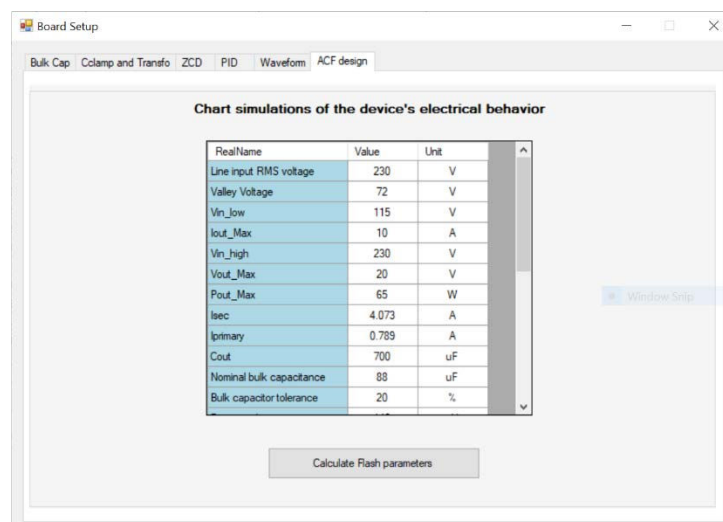 Board Setup
Bulk Cap Cclamp and Transfo ZCD PID Waveform ACF design
Chart simulations of the device's electrical behavior
RealName Value Unit
Line input RMS voltage 230 V
Valley Voltage 72 V
Vin_low 115 V
Iout_Max 10 A
Vin_high 230 V
Vout_Max 20 V
Pout_Max 65 W
Isec 4.073 A
Iprimary 0.789 A
Cout 700 uF
Nominal bulk capacitance 88 uF
Bulk capacitor tolerance 20 %
Window Snip
Calculate Flash parameters